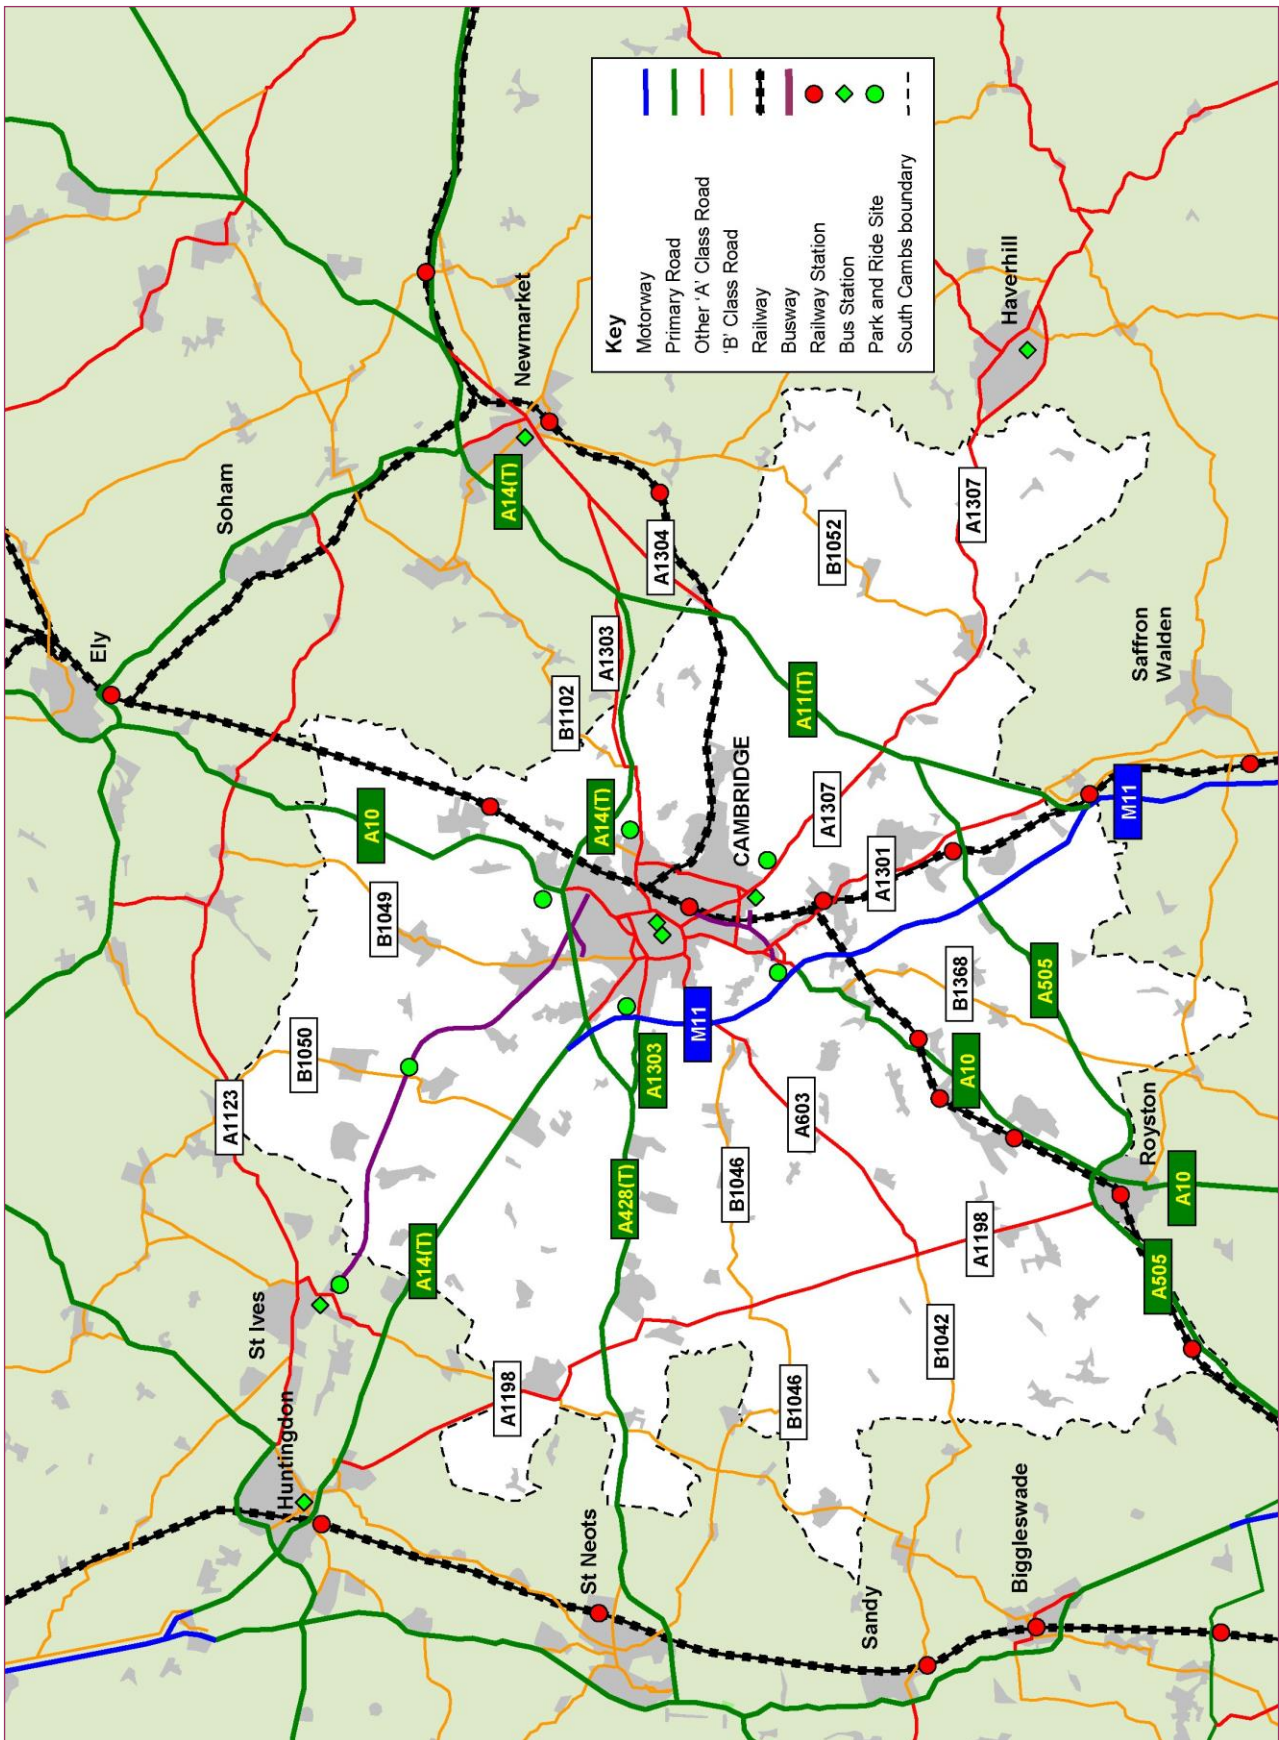 Ely
Soham
A1123
St Ives
Huntingdon
B1050
A10
B1049
A14(T)
A1198
A14(T)
Newmarket
B1102
St Neots
A14(T)
A1303
A428(T)
A1303
A1304
M11
B1046
CAMBRIDGE
B1046
A603
A11(T)
A1307
B1052
Sandy
A1301
B1042
B1368
A10
A1307
A1198
Haverhill
Biggleswade
A505
M11
Saffron
Walden
Royston
A505
A10
Key
Motorway
Primary Road
Other 'A' Class Road
'B' Class Road
Railway
Busway
Railway Station
Bus Station
Park and Ride Site
South Cambs boundary